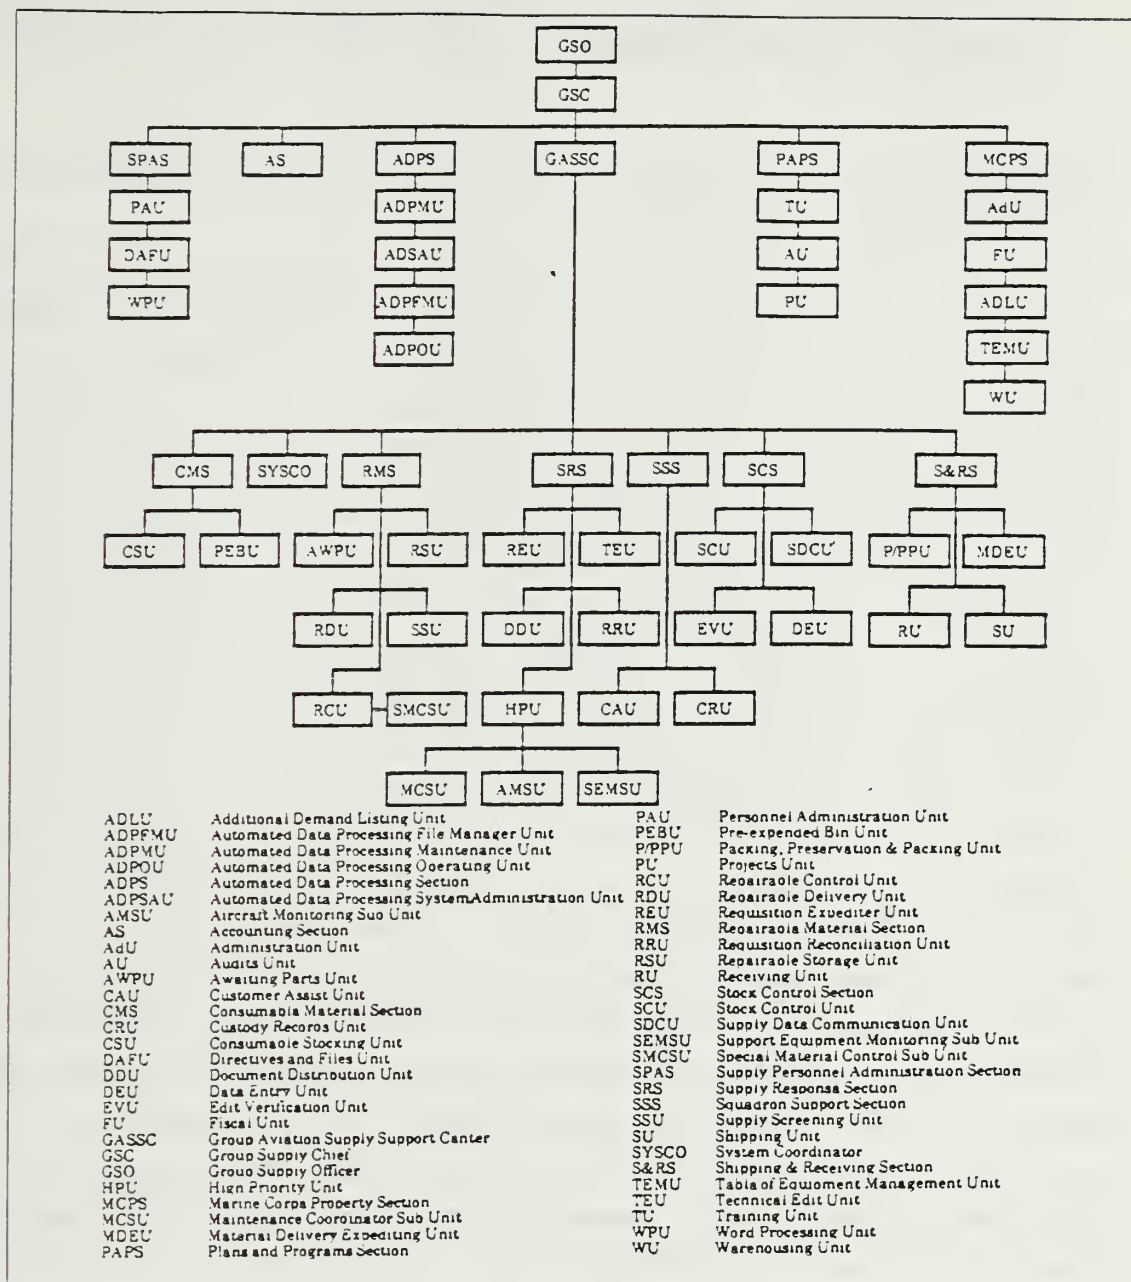 GSO
GSC
SPAS AS ADPS GASSC PAPS MCPS
PAU ADPMU TU AdU
DAFU ADSAU AU FU
WPU ADPFMU PU ADLU
ADPOU TEMU
WU
CMS SYSCO RMS SRS SSS SCS S&RS
CSU PEBU AWPU RSU REU TEU SCU SDCU P/PPU MDEU
RDU SSU DDU RRU EVU DEU RU SU
RCU SMCSU HPU CAU CRU
MCSU AMSU SEMSU
ADLU Additional Demand Listing Unit
ADPFMU Automated Data Processing File Manager Unit
ADPMU Automated Data Processing Maintenance Unit
ADPOU Automated Data Processing Operating Unit
ADPS Automated Data Processing Section
ADPSAU Automated Data Processing System Administration Unit
AMSU Aircraft Monitoring Sub Unit
AS Accounting Section
AdU Administration Unit
AU Audits Unit
AWPU Awaiting Parts Unit
CAU Customer Assist Unit
CMS Consumable Material Section
CRU Custody Records Unit
CSU Consumable Stocking Unit
DAFU Directives and Files Unit
DDU Document Distribution Unit
DEU Data Entry Unit
EVU Edit Verification Unit
FU Fiscal Unit
GASSC Group Aviation Supply Support Center
GSC Group Supply Chief
GSO Group Supply Officer
HPU High Priority Unit
MCPS Marine Corps Property Section
MCSU Maintenance Coordinator Sub Unit
MDEU Material Delivery Expediting Unit
PAPS Plans and Programs Section
PAU Personnel Administration Unit
PEBU Pre-expended Bin Unit
P/PPU Packing, Preservation & Packing Unit
PU Projects Unit
RCU Repairable Control Unit
RDU Repairable Delivery Unit
REU Requisition Expediter Unit
RMS Repairable Material Section
RRU Requisition Reconciliation Unit
RSU Repairable Storage Unit
RU Receiving Unit
SCS Stock Control Section
SCU Stock Control Unit
SDCU Supply Data Communication Unit
SEMSU Support Equipment Monitoring Sub Unit
SMCSU Special Material Control Sub Unit
SPAS Supply Personnel Administration Section
SRS Supply Response Section
SSS Squadron Support Section
SSU Supply Screening Unit
SU Shipping Unit
SYSCO System Coordinator
S&RS Shipping & Receiving Section
TEMU Table of Equipment Management Unit
TEU Technical Edit Unit
TU Training Unit
WPU Word Processing Unit
WU Warehousing Unit